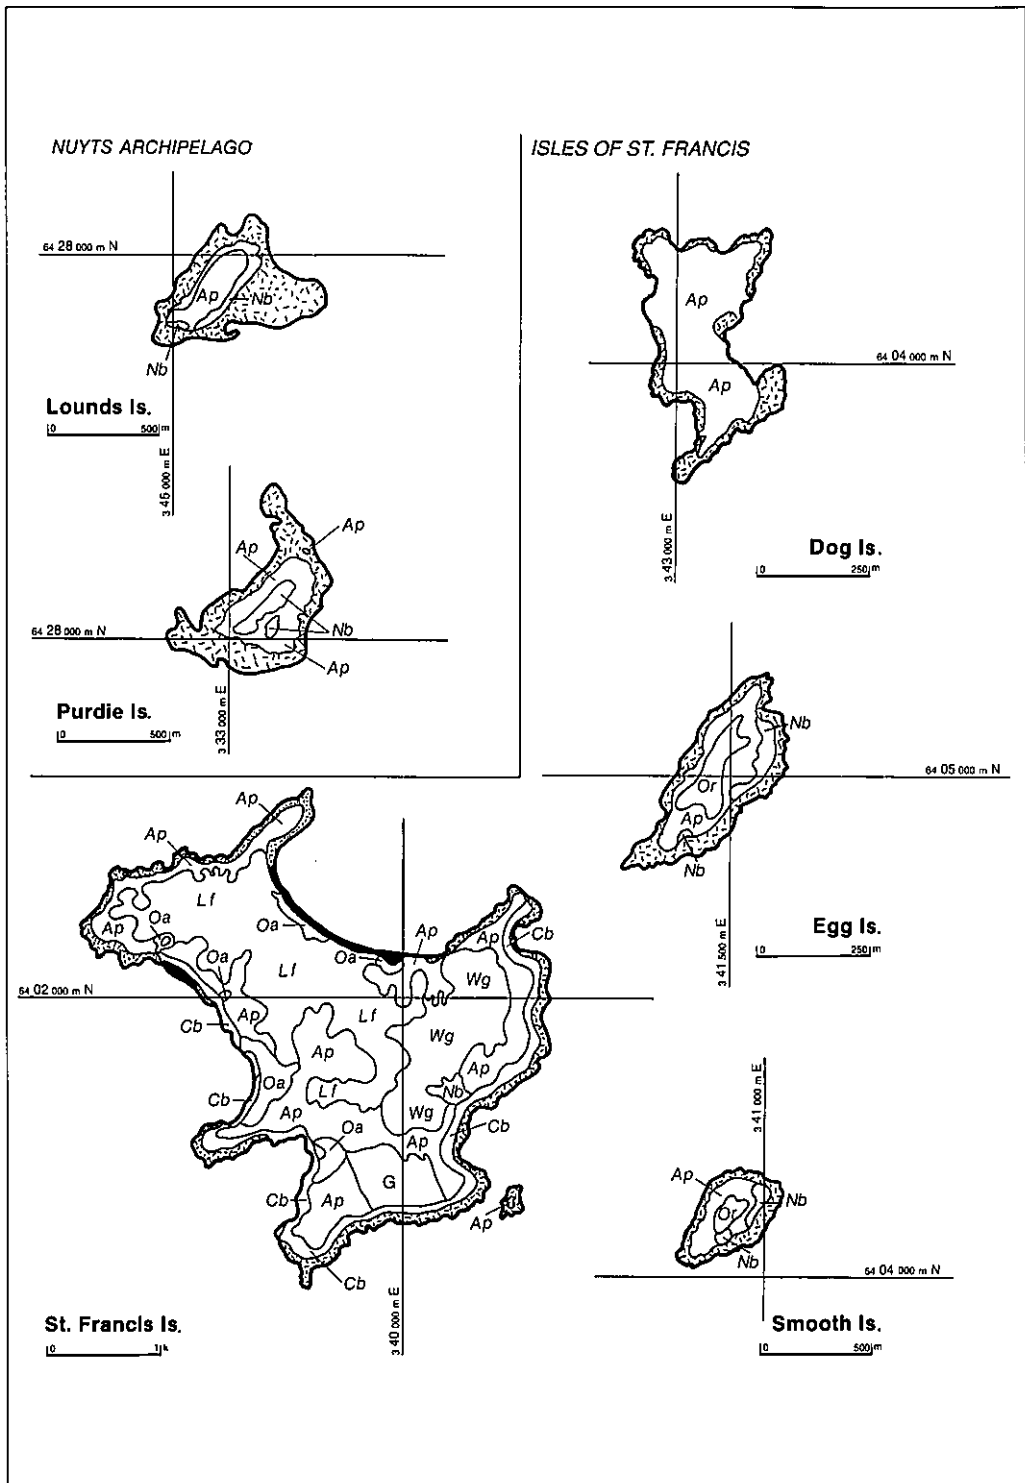 NUYTS ARCHIPELAGO
64 28 000 m N
Ap
Nb
Nb
Lounds Is.
0 500 m
3 45 000 m E
Ap
Ap
Nb
64 28 000 m N
Ap
Purdie Is.
0 500 m
3 33 000 m E
ISLES OF ST. FRANCIS
Ap
64 04 000 m N
Ap
Dog Is.
0 250 m
3 43 000 m E
Nb
64 05 000 m N
Or
Ap
Nb
Egg Is.
0 250 m
3 41 500 m E
Ap
Ap
Lf
Oa
Ap
Oa
Ap
Ap
Cb
Oa
Oa
Lf
Wg
64 02 000 m N
Lf
Ap
Cb
Wg
Ap
Ap
Oa
Lf
Nb
Cb
Ap
Wg
Cb
Oa
Ap
G
Cb
Ap
Ap
Cb
St. Francis Is.
0 1 k
3 40 000 m E
3 41 000 m E
Ap
Nb
Or
Nb
64 04 000 m N
Smooth Is.
0 500 m